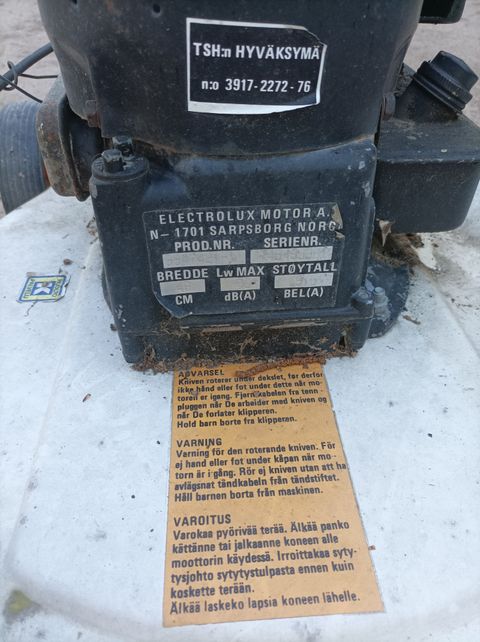 TSH:n HYVÄKSYMÄ
n:o 3917-2272-76
ELECTROLUX MOTOR A.
N- 1701 SARPSBORG NORG.
PROD.NR. SERIENR.
BREDDE LwMAX STØYTALL
CM dB(A) BEL(A)
ADVARSEL
Kniven roterer under dekslet, før derfor
ikke hånd eller fot under dette når mo-
toren er igang. Fjern kabelen fra tenn-
pluggen når De arbeider med kniven og
når De forlater klipperen.
Hold barn borte fra klipperen.
VARNING
Varning för den roterande kniven. För
ej hand eller fot under kåpan når mo-
torn är i gång. Rör ej kniven utan att ha
avlägsnat tändkabeln från tändstiftet.
Håll barnen borta från maskinen.
VAROITUS
Varokaa pyörivää terää. Älkää panko
kättänne tai jalkaanne koneen alle
moottorin käydessä. Irroittakaa syty-
tysjohto sytytystulpasta ennen kuin
koskette terään.
Älkää laskeko lapsia koneen lähelle.